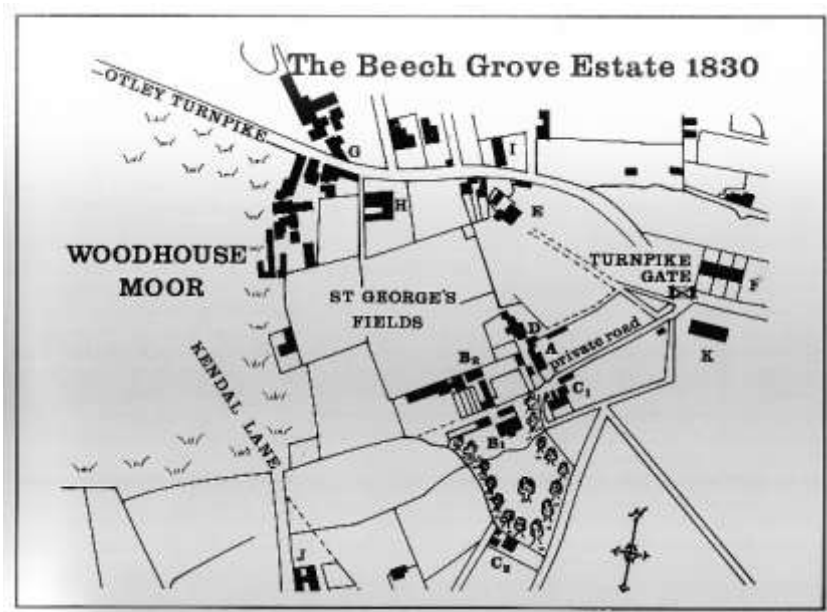 The Beech Grove Estate 1830
OTLEY TURNPIKE
G
I
H
E
WOODHOUSE
MOOR
TURNPIKE
GATE
F
ST GEORGE'S
FIELDS
D
A
private road
K
B2
C1
KENDAL LANE
B1
J
C2
N